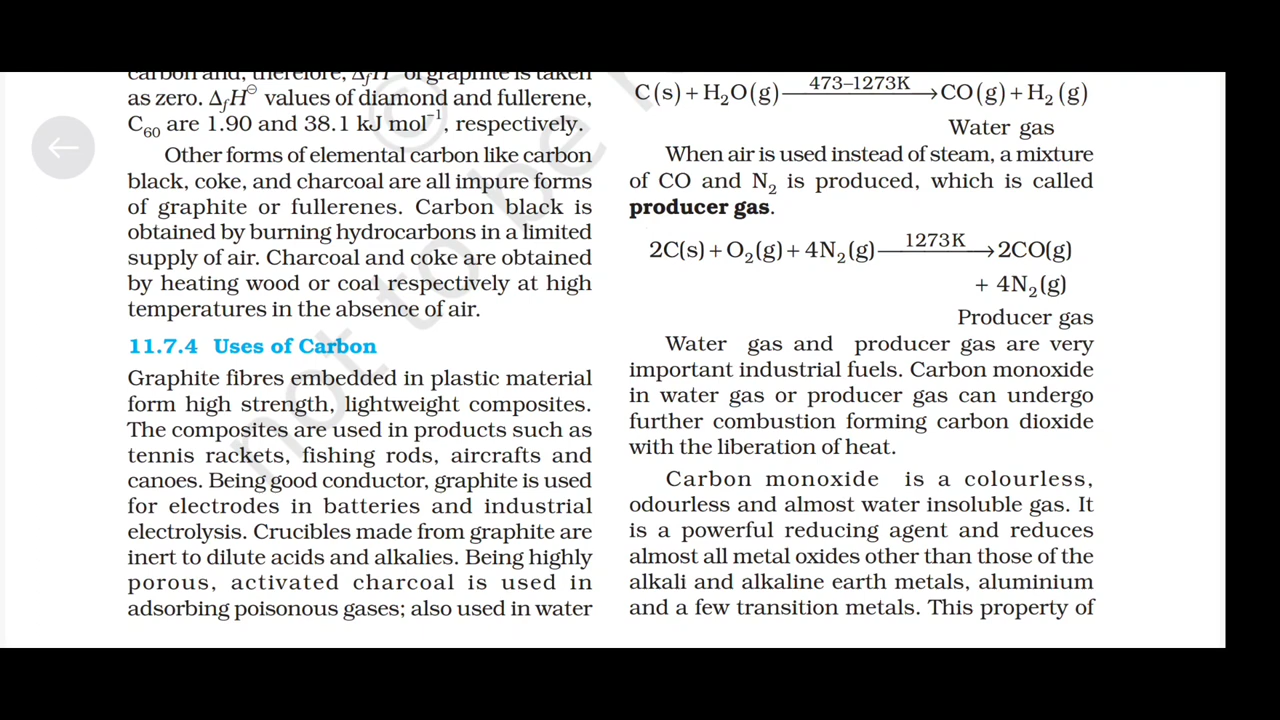 carbon and, therefore, ΔfH of graphite is taken
as zero. ΔfH⊖ values of diamond and fullerene,
C60 are 1.90 and 38.1 kJ mol–1, respectively.
Other forms of elemental carbon like carbon
black, coke, and charcoal are all impure forms
of graphite or fullerenes. Carbon black is
obtained by burning hydrocarbons in a limited
supply of air. Charcoal and coke are obtained
by heating wood or coal respectively at high
temperatures in the absence of air.
11.7.4 Uses of Carbon
Graphite fibres embedded in plastic material
form high strength, lightweight composites.
The composites are used in products such as
tennis rackets, fishing rods, aircrafts and
canoes. Being good conductor, graphite is used
for electrodes in batteries and industrial
electrolysis. Crucibles made from graphite are
inert to dilute acids and alkalies. Being highly
porous, activated charcoal is used in
adsorbing poisonous gases; also used in water
C(s) + H2O(g) 473–1273K → CO(g) + H2(g)
Water gas
When air is used instead of steam, a mixture
of CO and N2 is produced, which is called
producer gas.
2C(s) + O2(g) + 4N2(g) 1273K → 2CO(g)
+ 4N2(g)
Producer gas
Water gas and producer gas are very
important industrial fuels. Carbon monoxide
in water gas or producer gas can undergo
further combustion forming carbon dioxide
with the liberation of heat.
Carbon monoxide is a colourless,
odourless and almost water insoluble gas. It
is a powerful reducing agent and reduces
almost all metal oxides other than those of the
alkali and alkaline earth metals, aluminium
and a few transition metals. This property of
©
not to be r